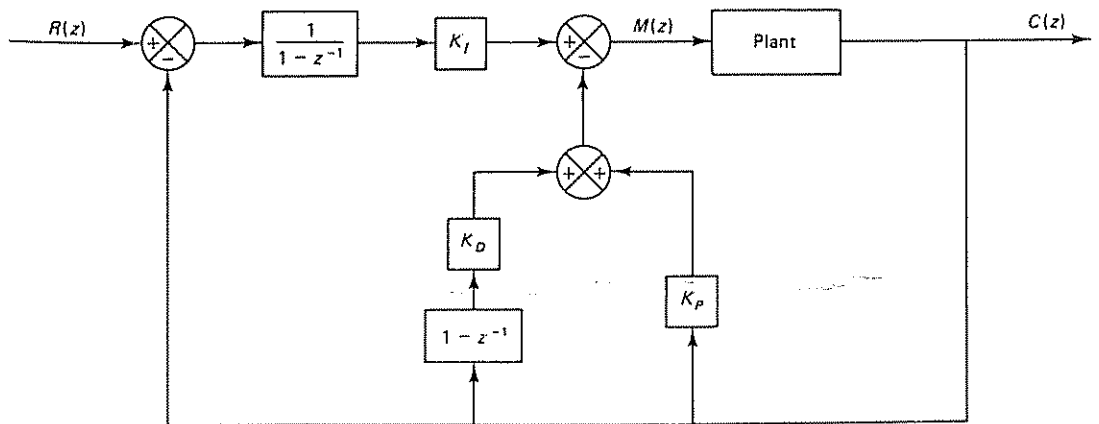 R(z)
+
−
1
1 − z⁻¹
K_I
+
−
M(z)
Plant
C(z)
+ +
K_D
K_P
1 − z⁻¹